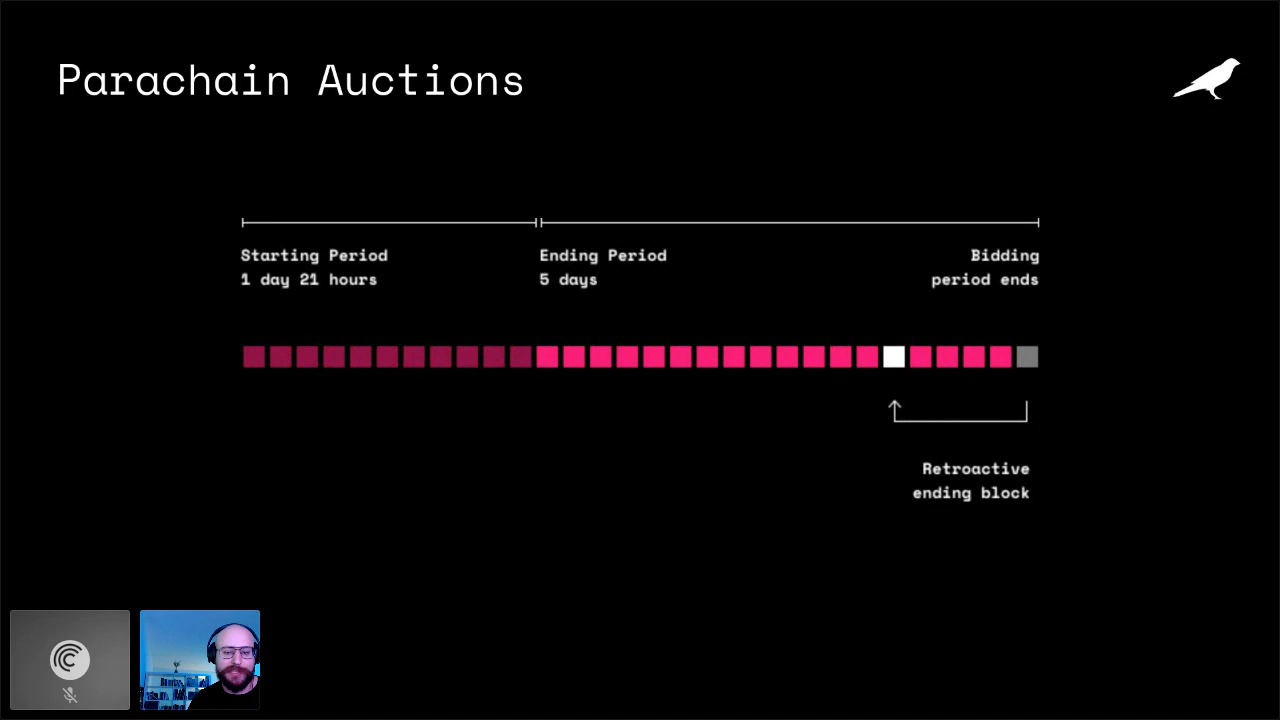 Parachain Auctions
Starting Period
1 day 21 hours
Ending Period
5 days
Bidding
period ends
Retroactive
ending block